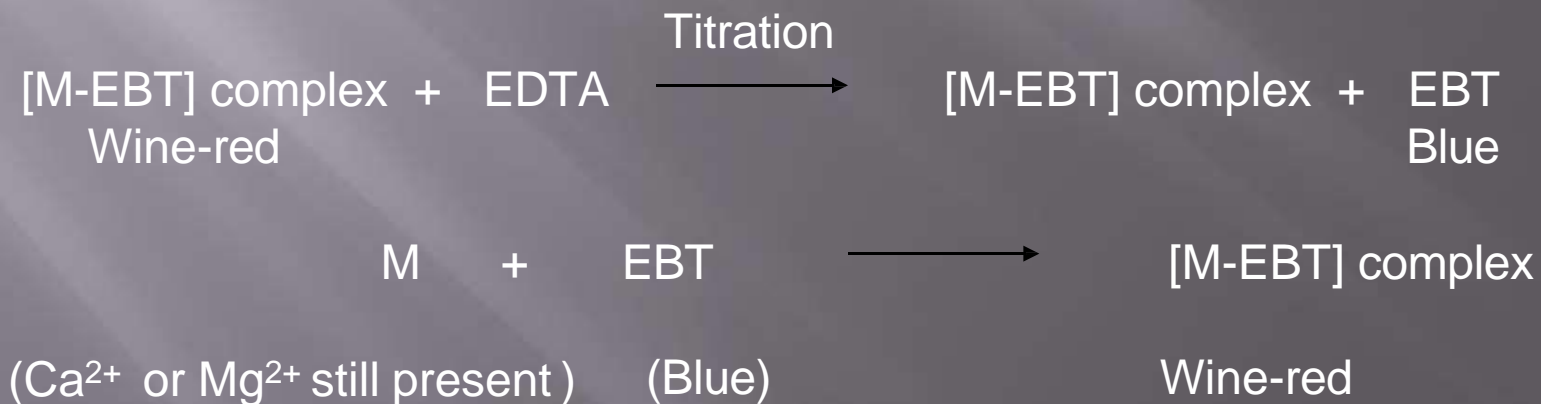 Titration
[M-EBT] complex + EDTA [M-EBT] complex + EBT
Wine-red Blue
M + EBT [M-EBT] complex
(Ca²⁺ or Mg²⁺ still present ) (Blue) Wine-red